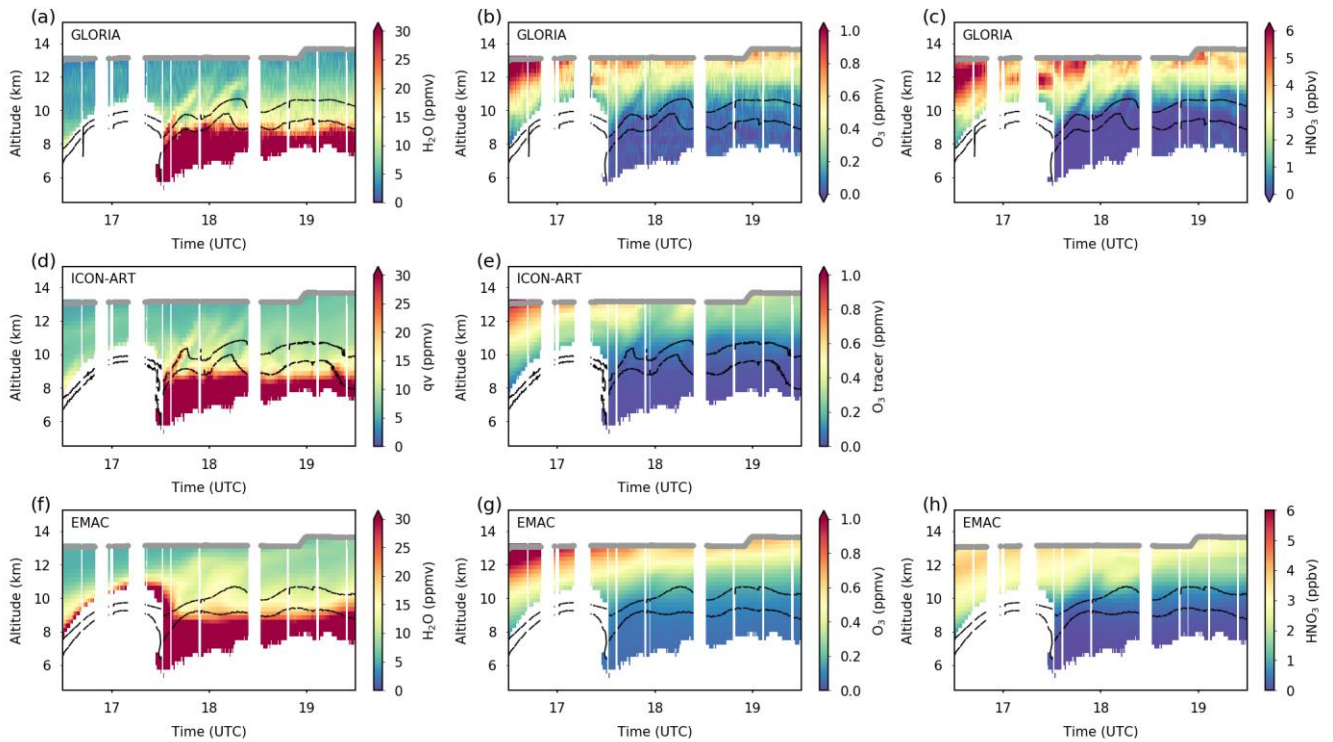 (a)
GLORIA
14
12
10
8
6
Altitude (km)
17
18
19
Time (UTC)
30
25
20
15
10
5
0
H₂O (ppmv)
(b)
GLORIA
14
12
10
8
6
Altitude (km)
17
18
19
Time (UTC)
1.0
0.8
0.6
0.4
0.2
0.0
O₃ (ppmv)
(c)
GLORIA
14
12
10
8
6
Altitude (km)
17
18
19
Time (UTC)
6
5
4
3
2
1
0
HNO₃ (ppbv)
(d)
ICON-ART
14
12
10
8
6
Altitude (km)
17
18
19
Time (UTC)
30
25
20
15
10
5
0
qv (ppmv)
(e)
ICON-ART
14
12
10
8
6
Altitude (km)
17
18
19
Time (UTC)
1.0
0.8
0.6
0.4
0.2
0.0
O₃ tracer (ppmv)
(f)
EMAC
14
12
10
8
6
Altitude (km)
17
18
19
Time (UTC)
30
25
20
15
10
5
0
H₂O (ppmv)
(g)
EMAC
14
12
10
8
6
Altitude (km)
17
18
19
Time (UTC)
1.0
0.8
0.6
0.4
0.2
0.0
O₃ (ppmv)
(h)
EMAC
14
12
10
8
6
Altitude (km)
17
18
19
Time (UTC)
6
5
4
3
2
1
0
HNO₃ (ppbv)